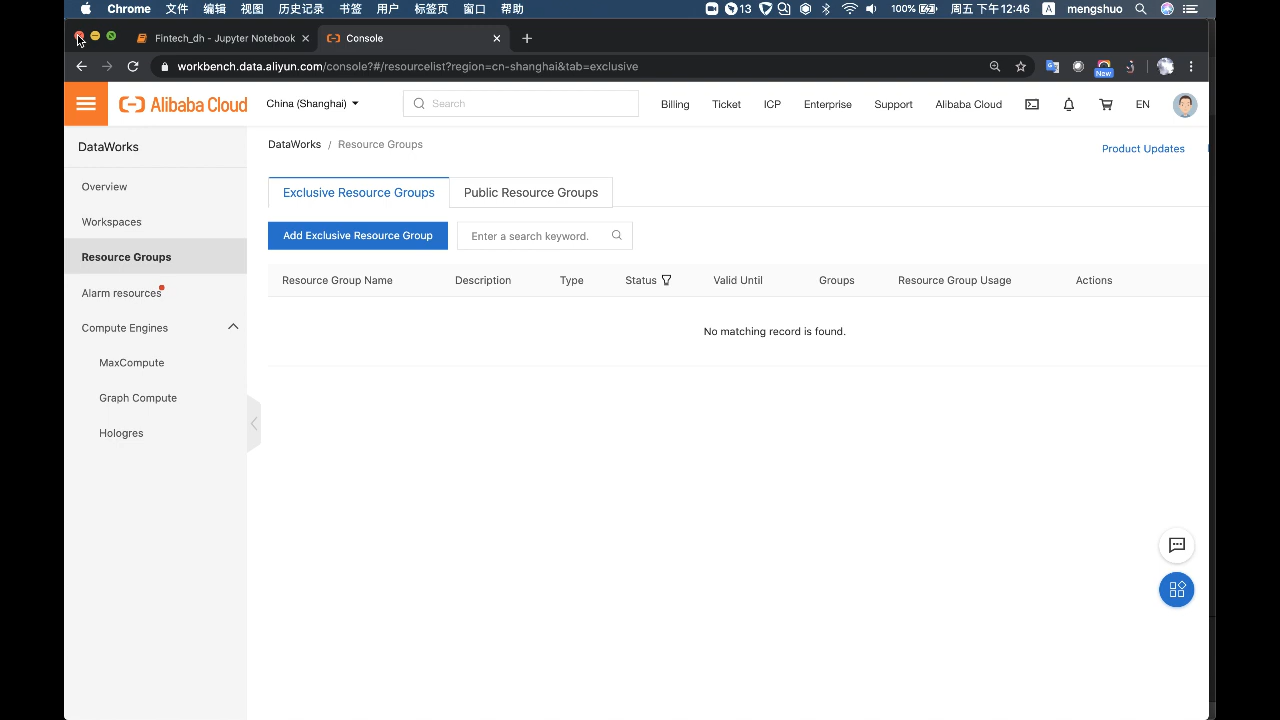 Chrome 文件 编辑 视图 历史记录 书签 用户 标签页 窗口 帮助 13 100% 周五下午12:46 A mengshuo
Fintech_dh - Jupyter Notebook Console
workbench.data.aliyun.com/console?#/resourcelist?region=cn-shanghai&tab=exclusive New
Alibaba Cloud China (Shanghai) Search Billing Ticket ICP Enterprise Support Alibaba Cloud EN
DataWorks
DataWorks / Resource Groups
Product Updates
Overview
Workspaces
Resource Groups
Alarm resources
Compute Engines
MaxCompute
Graph Compute
Hologres
Exclusive Resource Groups Public Resource Groups
Add Exclusive Resource Group Enter a search keyword.
Resource Group Name Description Type Status Valid Until Groups Resource Group Usage Actions
No matching record is found.